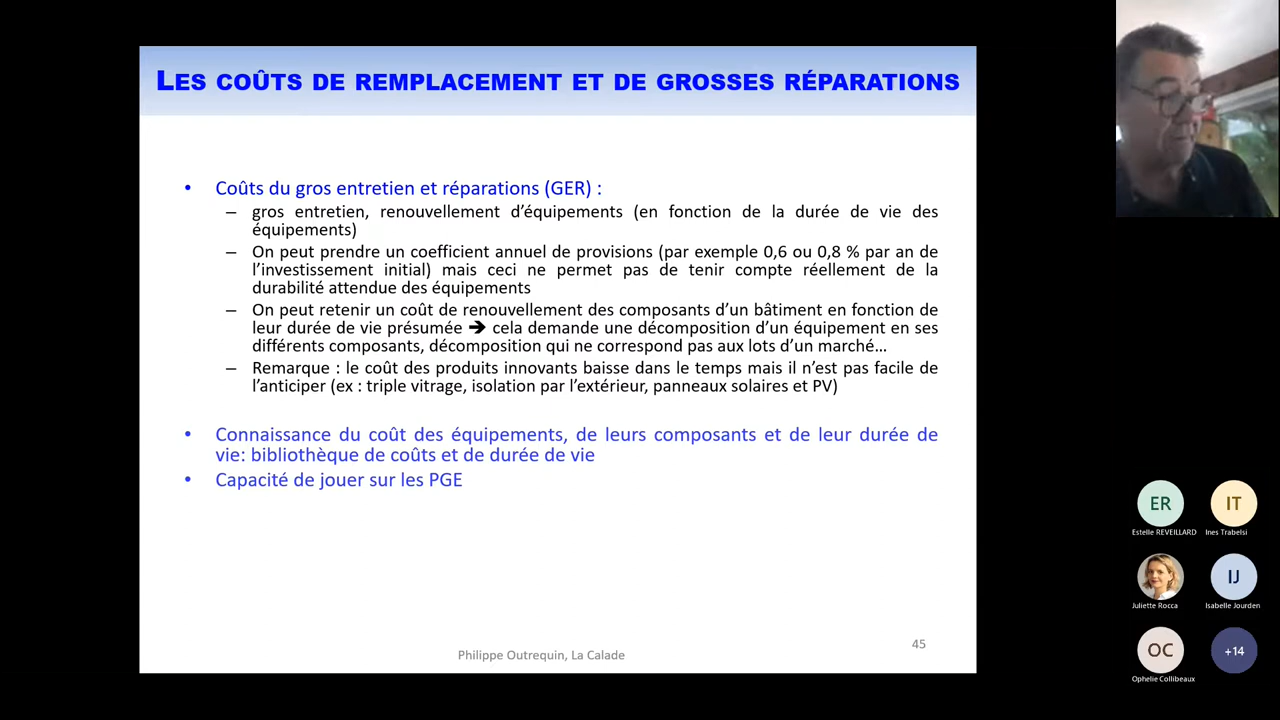 LES COÛTS DE REMPLACEMENT ET DE GROSSES RÉPARATIONS
• Coûts du gros entretien et réparations (GER) :
– gros entretien, renouvellement d’équipements (en fonction de la durée de vie des
équipements)
– On peut prendre un coefficient annuel de provisions (par exemple 0,6 ou 0,8 % par an de
l’investissement initial) mais ceci ne permet pas de tenir compte réellement de la
durabilité attendue des équipements
– On peut retenir un coût de renouvellement des composants d’un bâtiment en fonction de
leur durée de vie présumée ➔ cela demande une décomposition d’un équipement en ses
différents composants, décomposition qui ne correspond pas aux lots d’un marché…
– Remarque : le coût des produits innovants baisse dans le temps mais il n’est pas facile de
l’anticiper (ex : triple vitrage, isolation par l’extérieur, panneaux solaires et PV)
• Connaissance du coût des équipements, de leurs composants et de leur durée de
vie: bibliothèque de coûts et de durée de vie
• Capacité de jouer sur les PGE
45
Philippe Outrequin, La Calade
ER
IT
Estelle REVEILLARD
Ines Trabelsi
IJ
Juliette Rocca
Isabelle Jourden
OC
+14
Ophelie Collibeaux